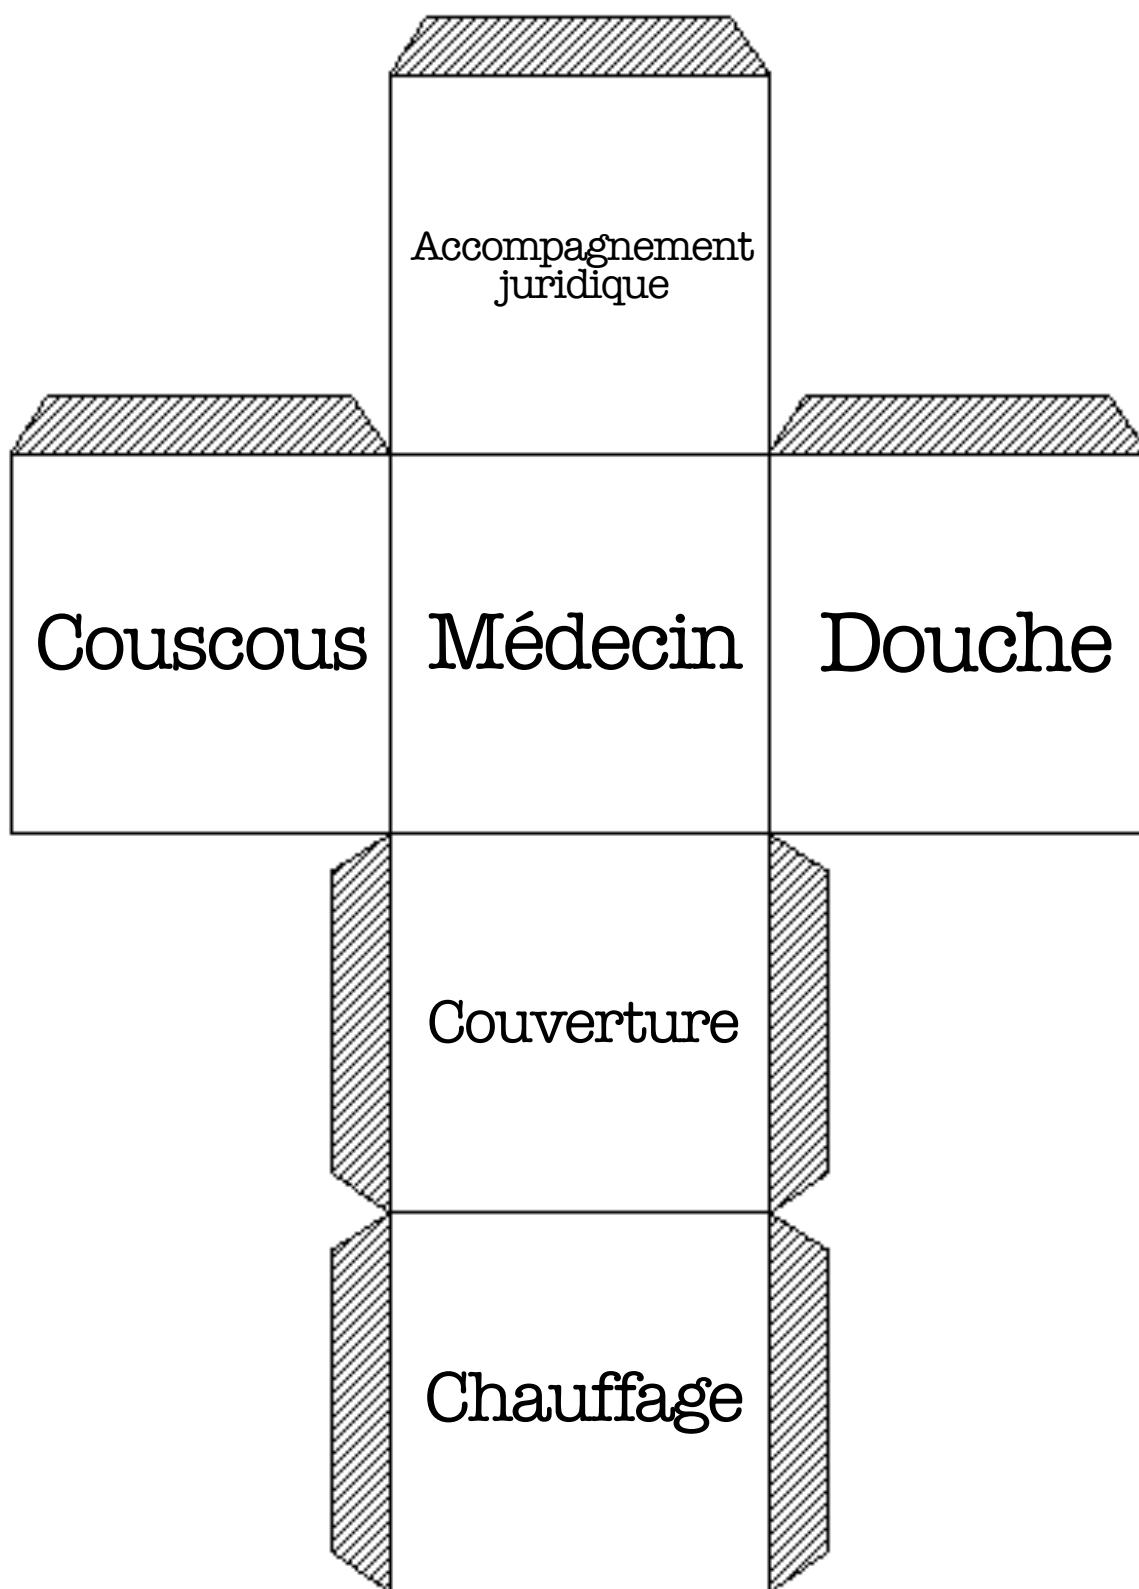 Accompagnement
juridique
Couscous
Médecin
Douche
Couverture
Chauffage